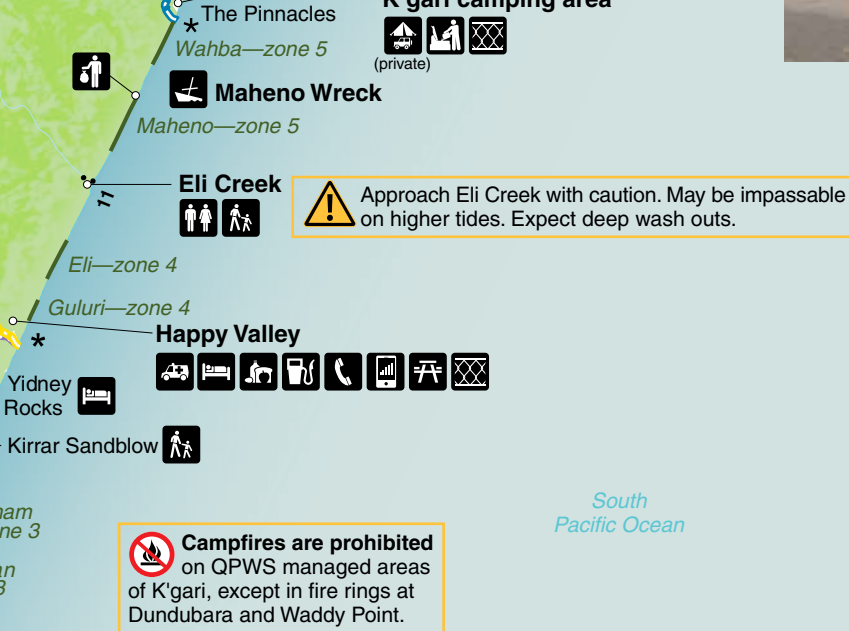 K'gari camping area
The Pinnacles
*
Wahba—zone 5
(private)
Maheno Wreck
Maheno—zone 5
Eli Creek
11
Approach Eli Creek with caution. May be impassable
on higher tides. Expect deep wash outs.
Eli—zone 4
Guluri—zone 4
Happy Valley
*
Yidney
Rocks
Kirrar Sandblow
South
Pacific Ocean
Campfires are prohibited
on QPWS managed areas
of K'gari, except in fire rings at
Dundubara and Waddy Point.